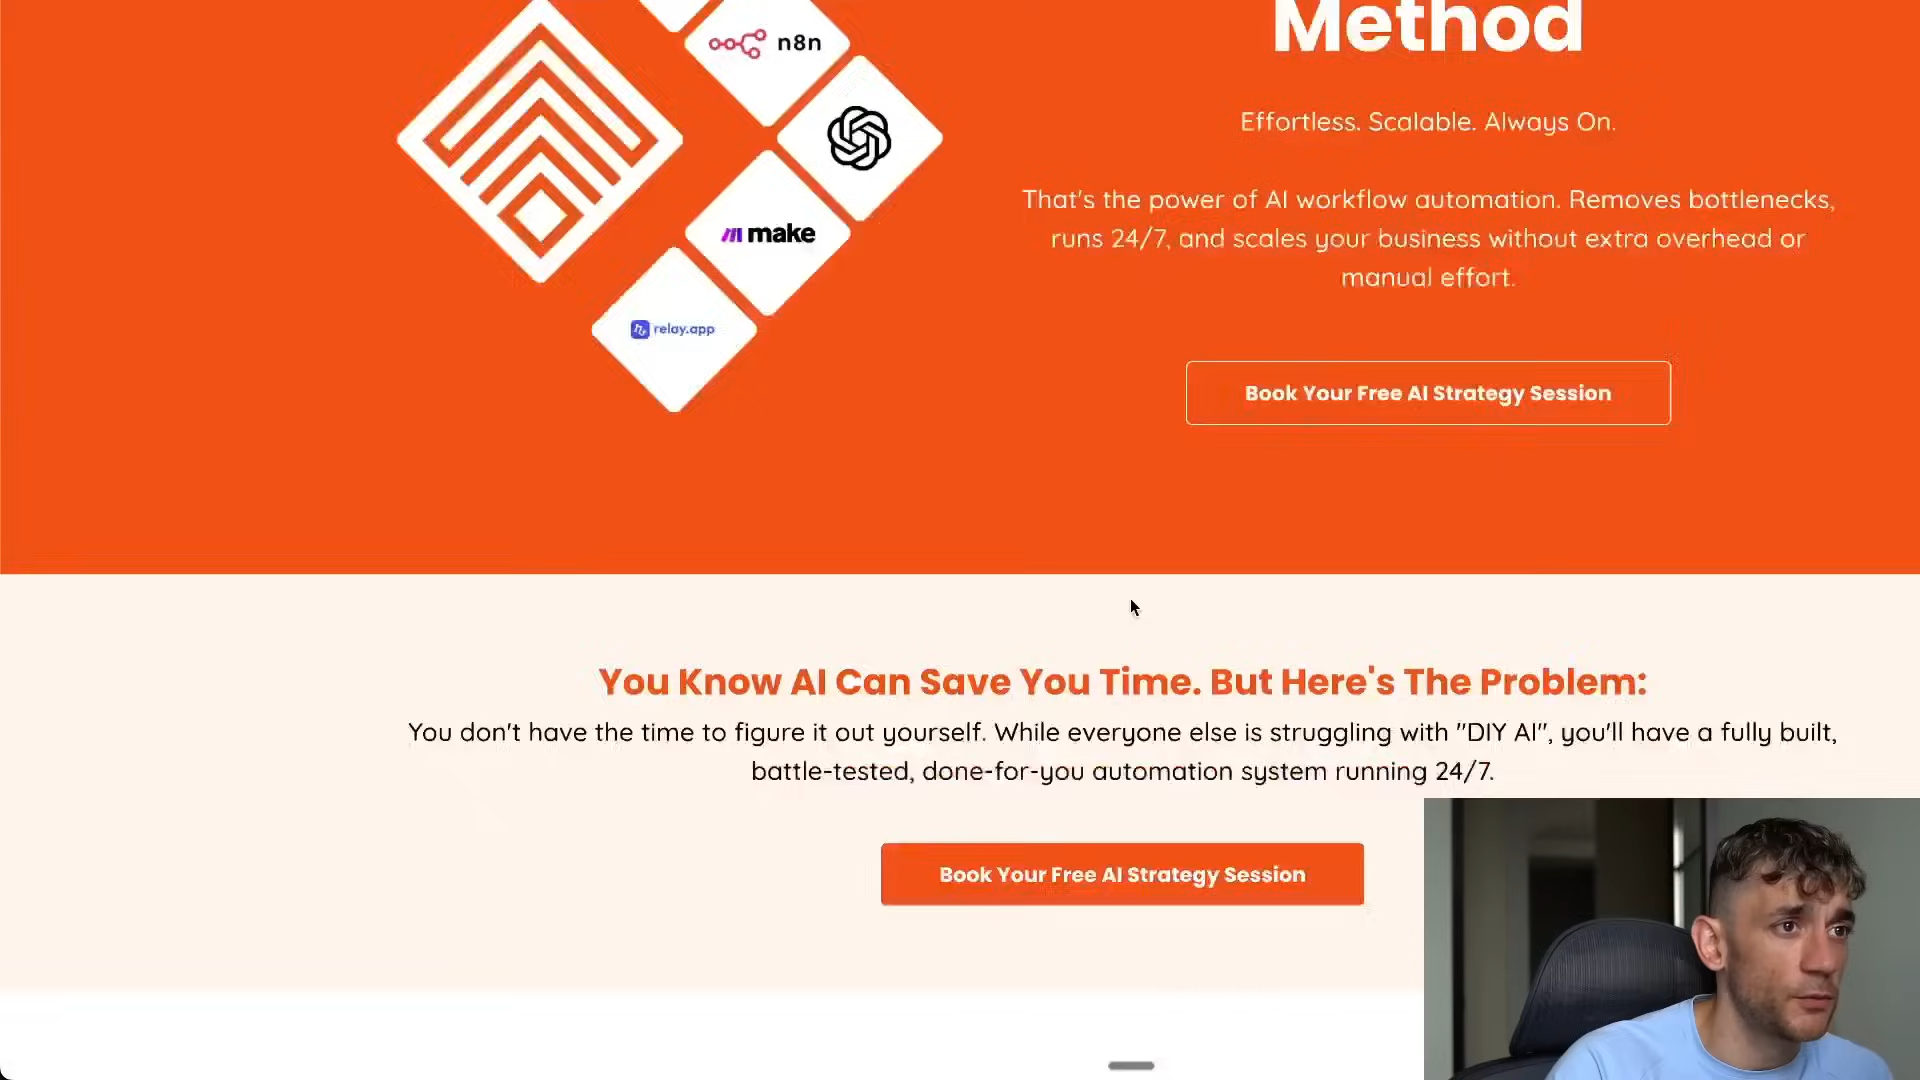 Method
n8n
Effortless. Scalable. Always On.
That's the power of AI workflow automation. Removes bottlenecks,
runs 24/7, and scales your business without extra overhead or
manual effort.
make
relay.app
Book Your Free AI Strategy Session
You Know AI Can Save You Time. But Here's The Problem:
You don't have the time to figure it out yourself. While everyone else is struggling with "DIY AI", you'll have a fully built,
battle-tested, done-for-you automation system running 24/7.
Book Your Free AI Strategy Session